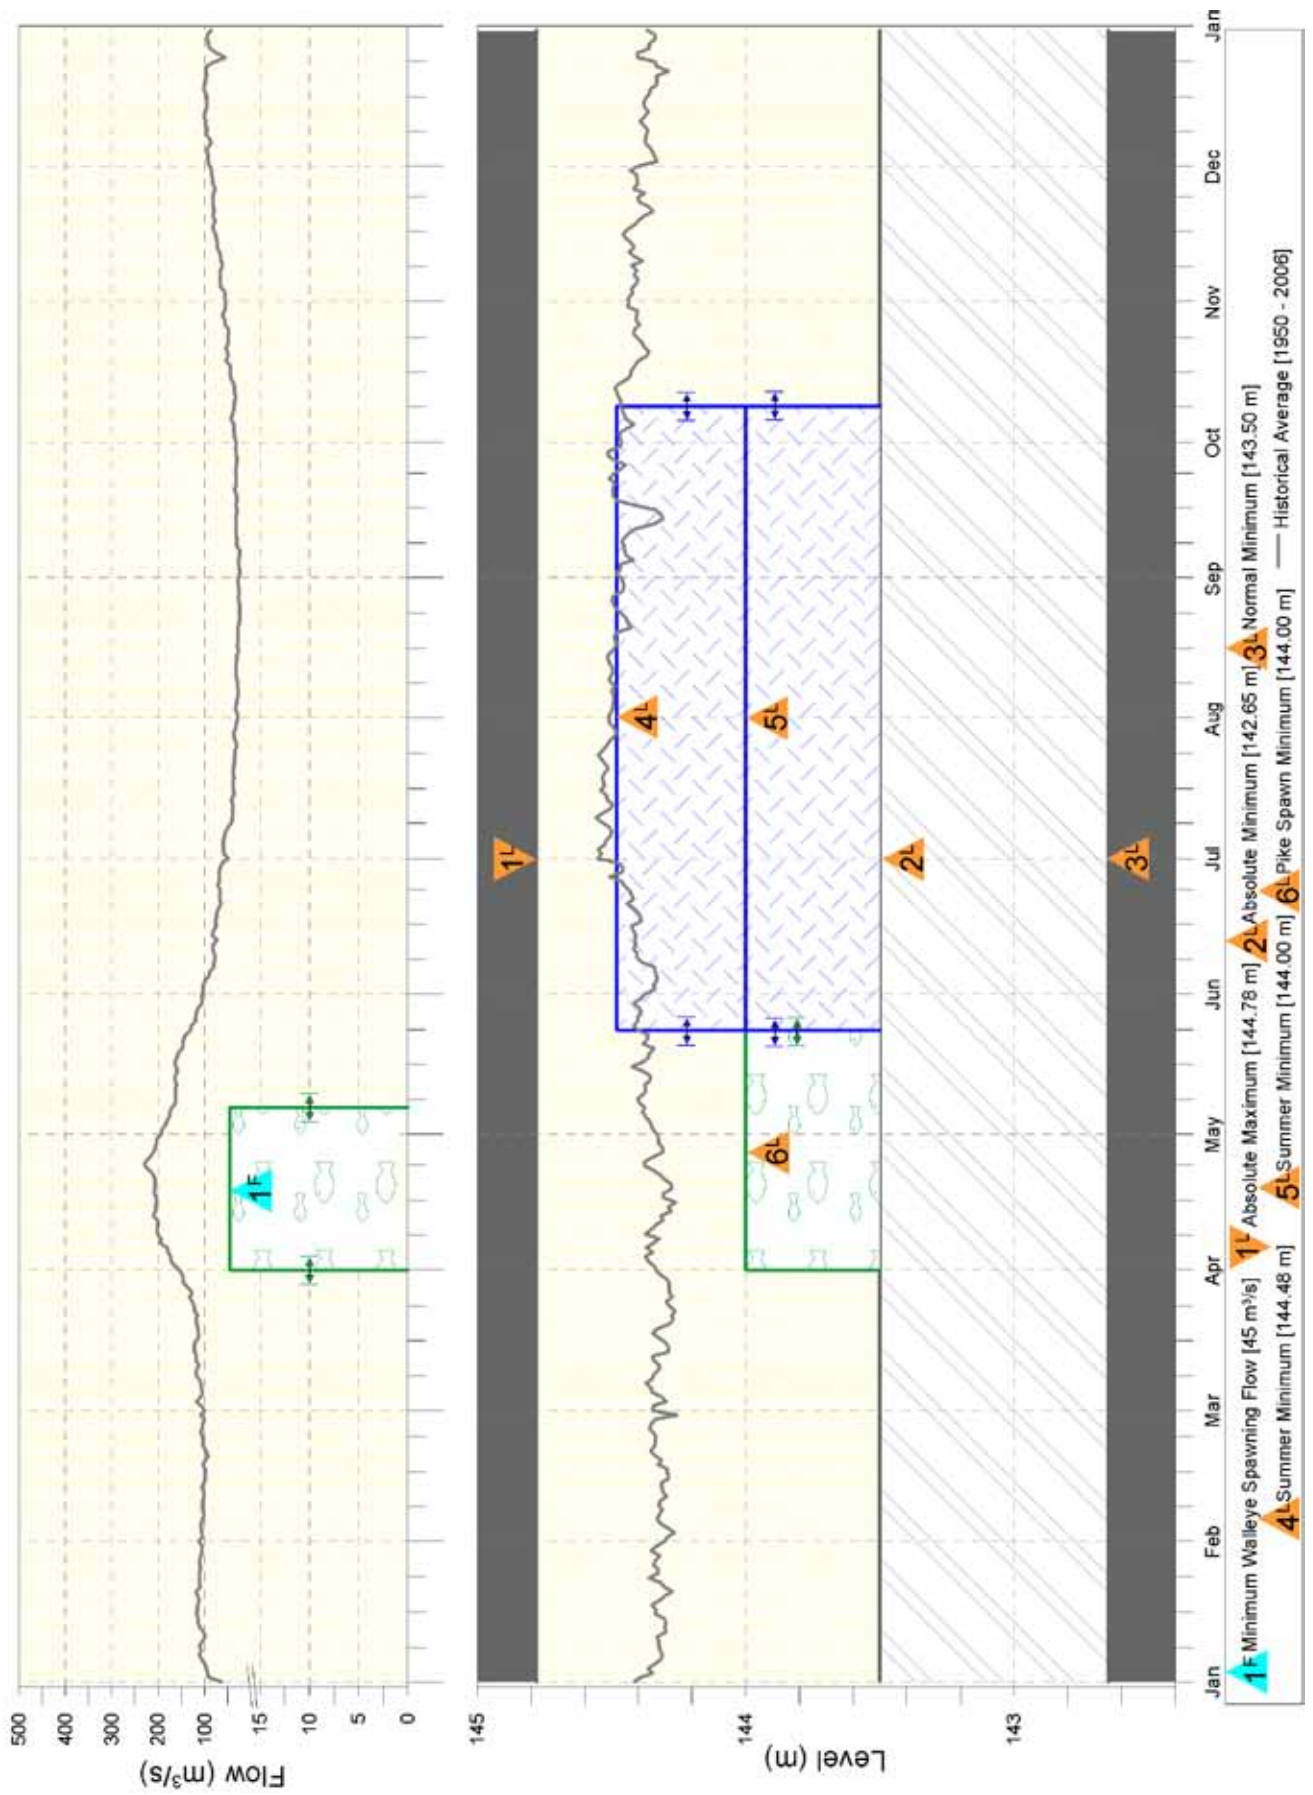 500
400
300
200
100
15
10
5
0
Flow (m³/s)
1F
145
144
143
Level (m)
1L
4L
5L
6L
2L
3L
Jan Feb Mar Apr May Jun Jul Aug Sep Oct Nov Dec Jan
1F Minimum Walleye Spawning Flow [45 m³/s] 1L Absolute Maximum [144.78 m] 2L Absolute Minimum [142.65 m] 3L Normal Minimum [143.50 m]
4L Summer Minimum [144.48 m] 5L Summer Minimum [144.00 m] 6L Pike Spawn Minimum [144.00 m] Historical Average [1950 - 2006]